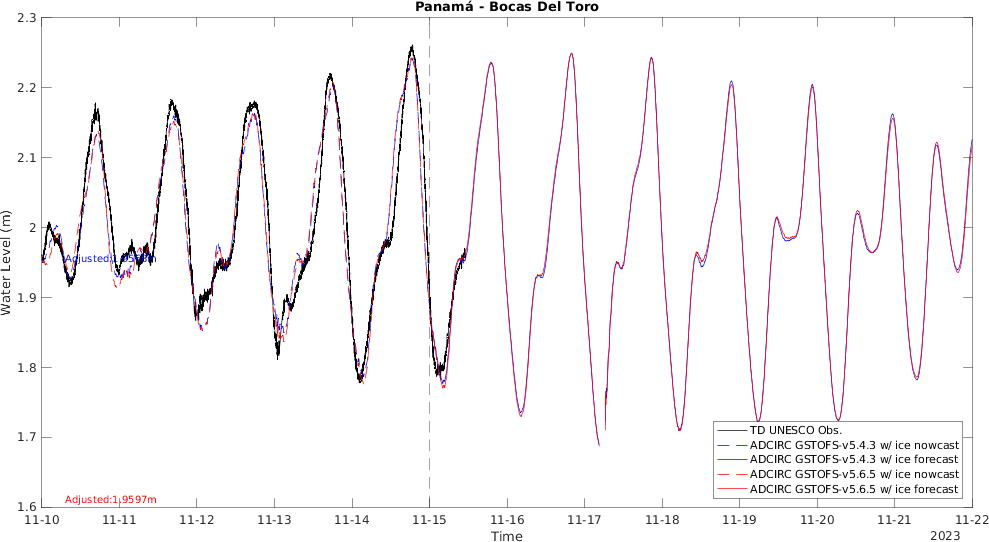 Panamá - Bocas Del Toro
Water Level (m)
2.3
2.2
2.1
2
1.9
1.8
1.7
1.6
Adjusted:1.9597m
TD UNESCO Obs.
ADCIRC GSTOFS-v5.4.3 w/ ice nowcast
ADCIRC GSTOFS-v5.4.3 w/ ice forecast
ADCIRC GSTOFS-v5.6.5 w/ ice nowcast
ADCIRC GSTOFS-v5.6.5 w/ ice forecast
11-10 11-11 11-12 11-13 11-14 11-15 11-16 11-17 11-18 11-19 11-20 11-21 11-22
Time
2023